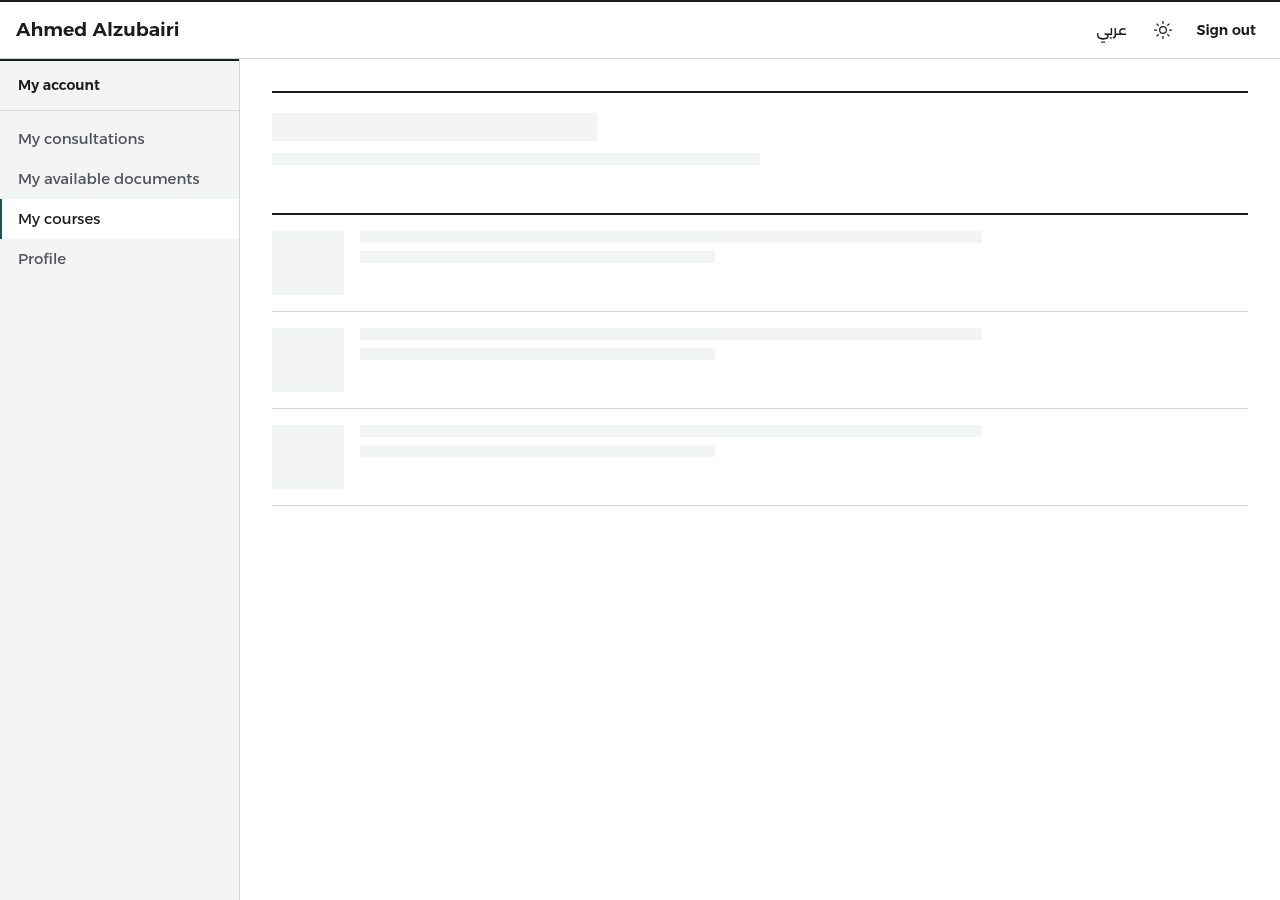 Ahmed Alzubairi
عربي
Sign out
My account
My consultations
My available documents
My courses
Profile